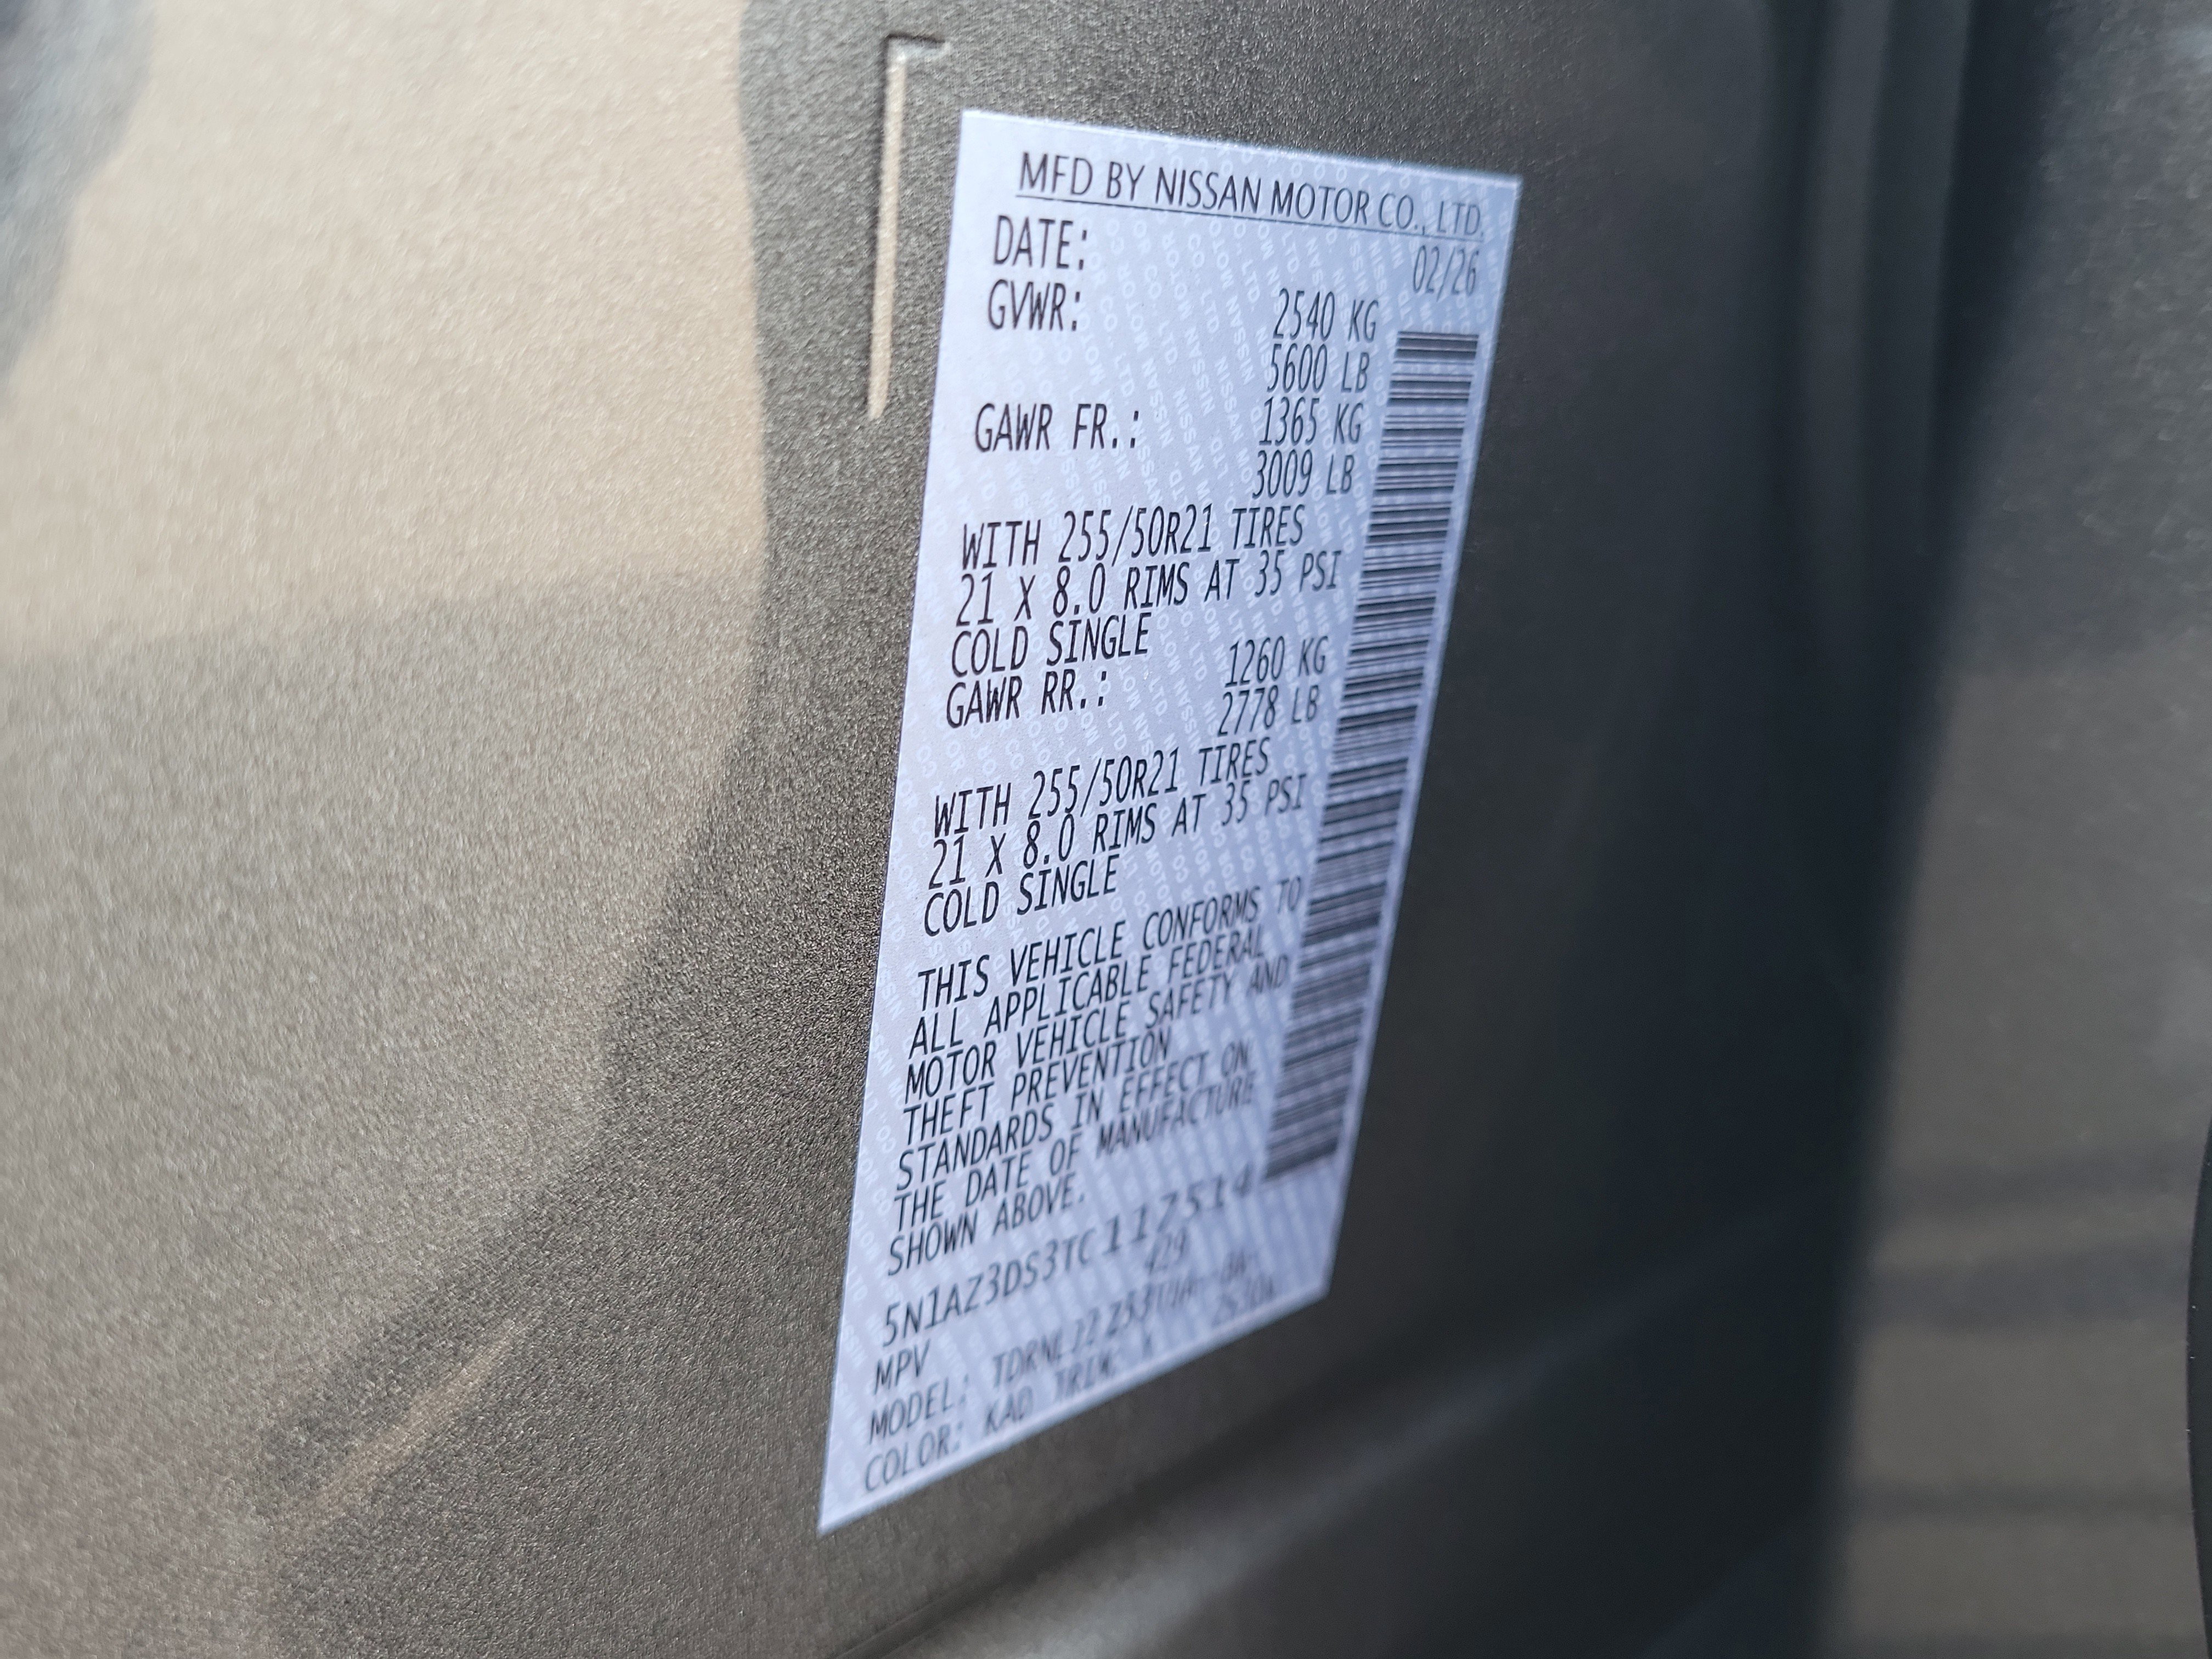 MFD BY NISSAN MOTOR CO., LTD.
DATE: 02/26
GVWR: 2540 KG
5600 LB
GAWR FR.: 1365 KG
3009 LB
WITH 255/50R21 TIRES
21 X 8.0 RIMS AT 35 PSI
COLD SINGLE
GAWR RR.: 1260 KG
2778 LB
WITH 255/50R21 TIRES
21 X 8.0 RIMS AT 35 PSI
COLD SINGLE
THIS VEHICLE CONFORMS TO
ALL APPLICABLE FEDERAL
MOTOR VEHICLE SAFETY AND
THEFT PREVENTION
STANDARDS IN EFFECT ON
THE DATE OF MANUFACTURE
SHOWN ABOVE.
5N1AZ3DS3TC117514
MPV 429
MODEL:
COLOR: KAD TRIM: K